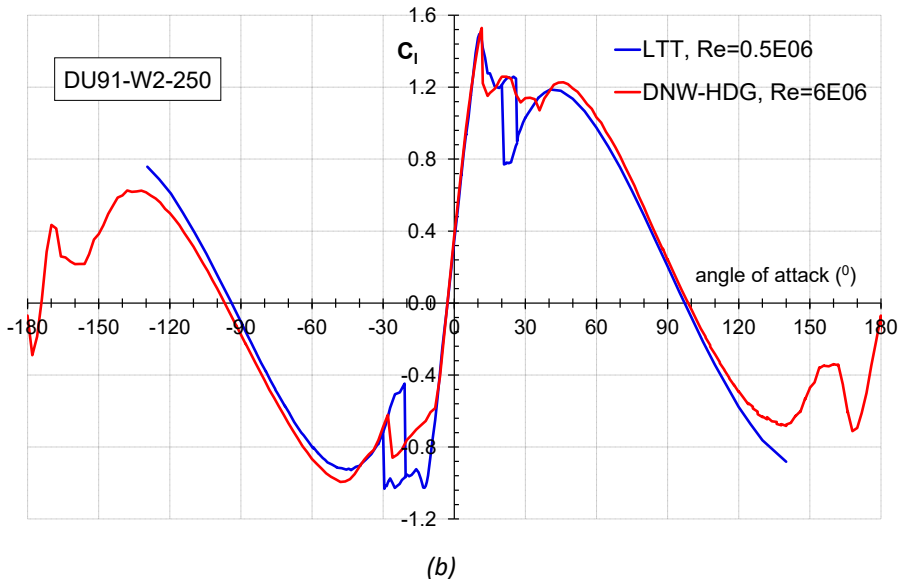 1.6
Cl
LTT, Re=0.5E06
DU91-W2-250
1.2
DNW-HDG, Re=6E06
0.8
0.4
angle of attack (0)
0.0
-180 -150 -120 -90 -60 -30 0 30 60 90 120 150 180
-0.4
-0.8
-1.2
(b)